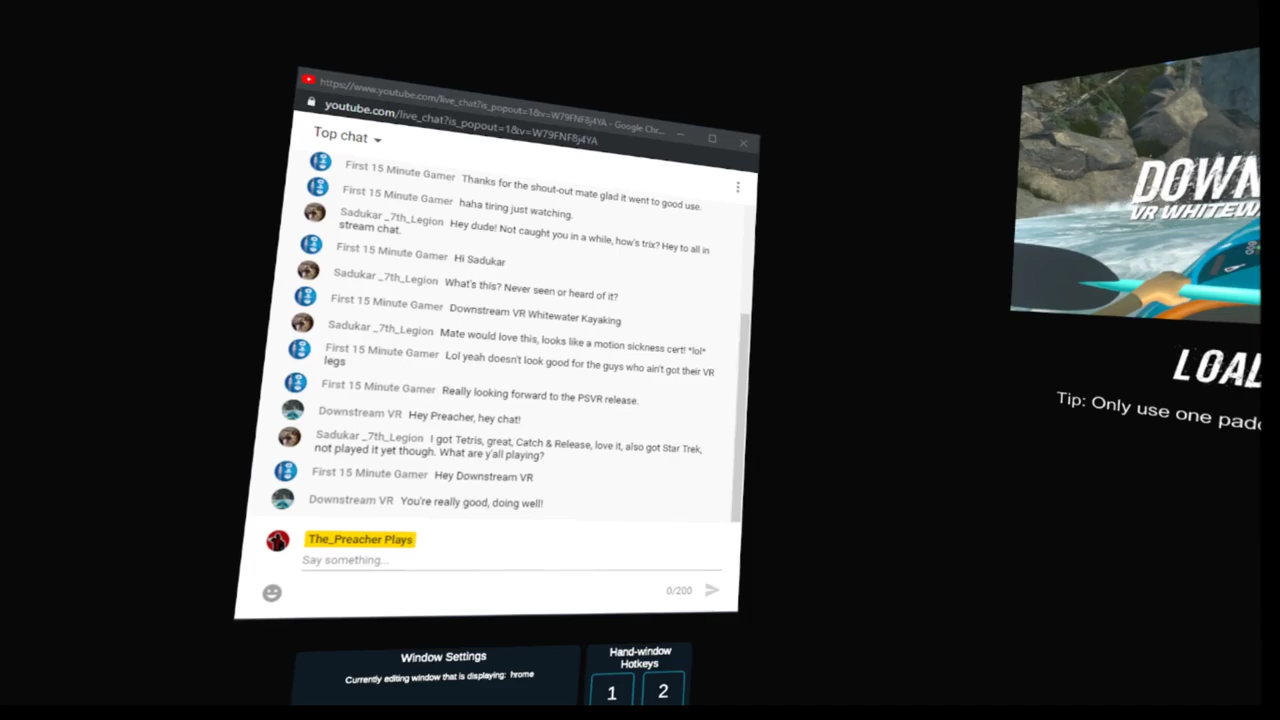 https://www.youtube.com/live_chat?is_popout=1&v=W79FNF8j4YA - Google Chr...
youtube.com/live_chat?is_popout=1&v=W79FNF8j4YA
Top chat
First 15 Minute Gamer Thanks for the shout-out mate glad it went to good use.
First 15 Minute Gamer haha tiring just watching.
Sadukar _7th_Legion Hey dude! Not caught you in a while, how's trix? Hey to all in
stream chat.
First 15 Minute Gamer Hi Sadukar
Sadukar _7th_Legion What's this? Never seen or heard of it?
First 15 Minute Gamer Downstream VR Whitewater Kayaking
Sadukar _7th_Legion Mate would love this, looks like a motion sickness cert! *lol*
First 15 Minute Gamer Lol yeah doesn't look good for the guys who ain't got their VR
legs
First 15 Minute Gamer Really looking forward to the PSVR release.
Downstream VR Hey Preacher, hey chat!
Sadukar _7th_Legion I got Tetris, great, Catch & Release, love it, also got Star Trek,
not played it yet though. What are y'all playing?
First 15 Minute Gamer Hey Downstream VR
Downstream VR You're really good, doing well!
The_Preacher Plays
Say something...
0/200
Window Settings
Currently editing window that is displaying: hrome
Hand-window
Hotkeys
1 2
DOWN
VR WHITEW
LOA
Tip: Only use one padd